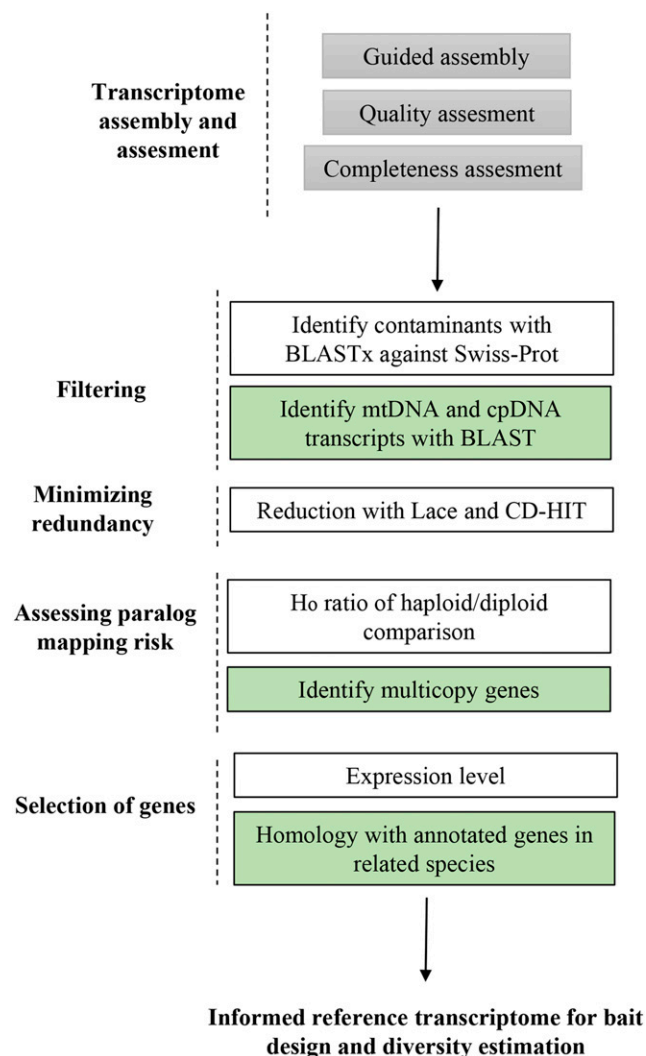 Transcriptome
assembly and
assesment
Guided assembly
Quality assesment
Completeness assesment
Filtering
Identify contaminants with
BLASTx against Swiss-Prot
Identify mtDNA and cpDNA
transcripts with BLAST
Minimizing
redundancy
Reduction with Lace and CD-HIT
Assessing paralog
mapping risk
Ho ratio of haploid/diploid
comparison
Identify multicopy genes
Selection of genes
Expression level
Homology with annotated genes in
related species
Informed reference transcriptome for bait
design and diversity estimation